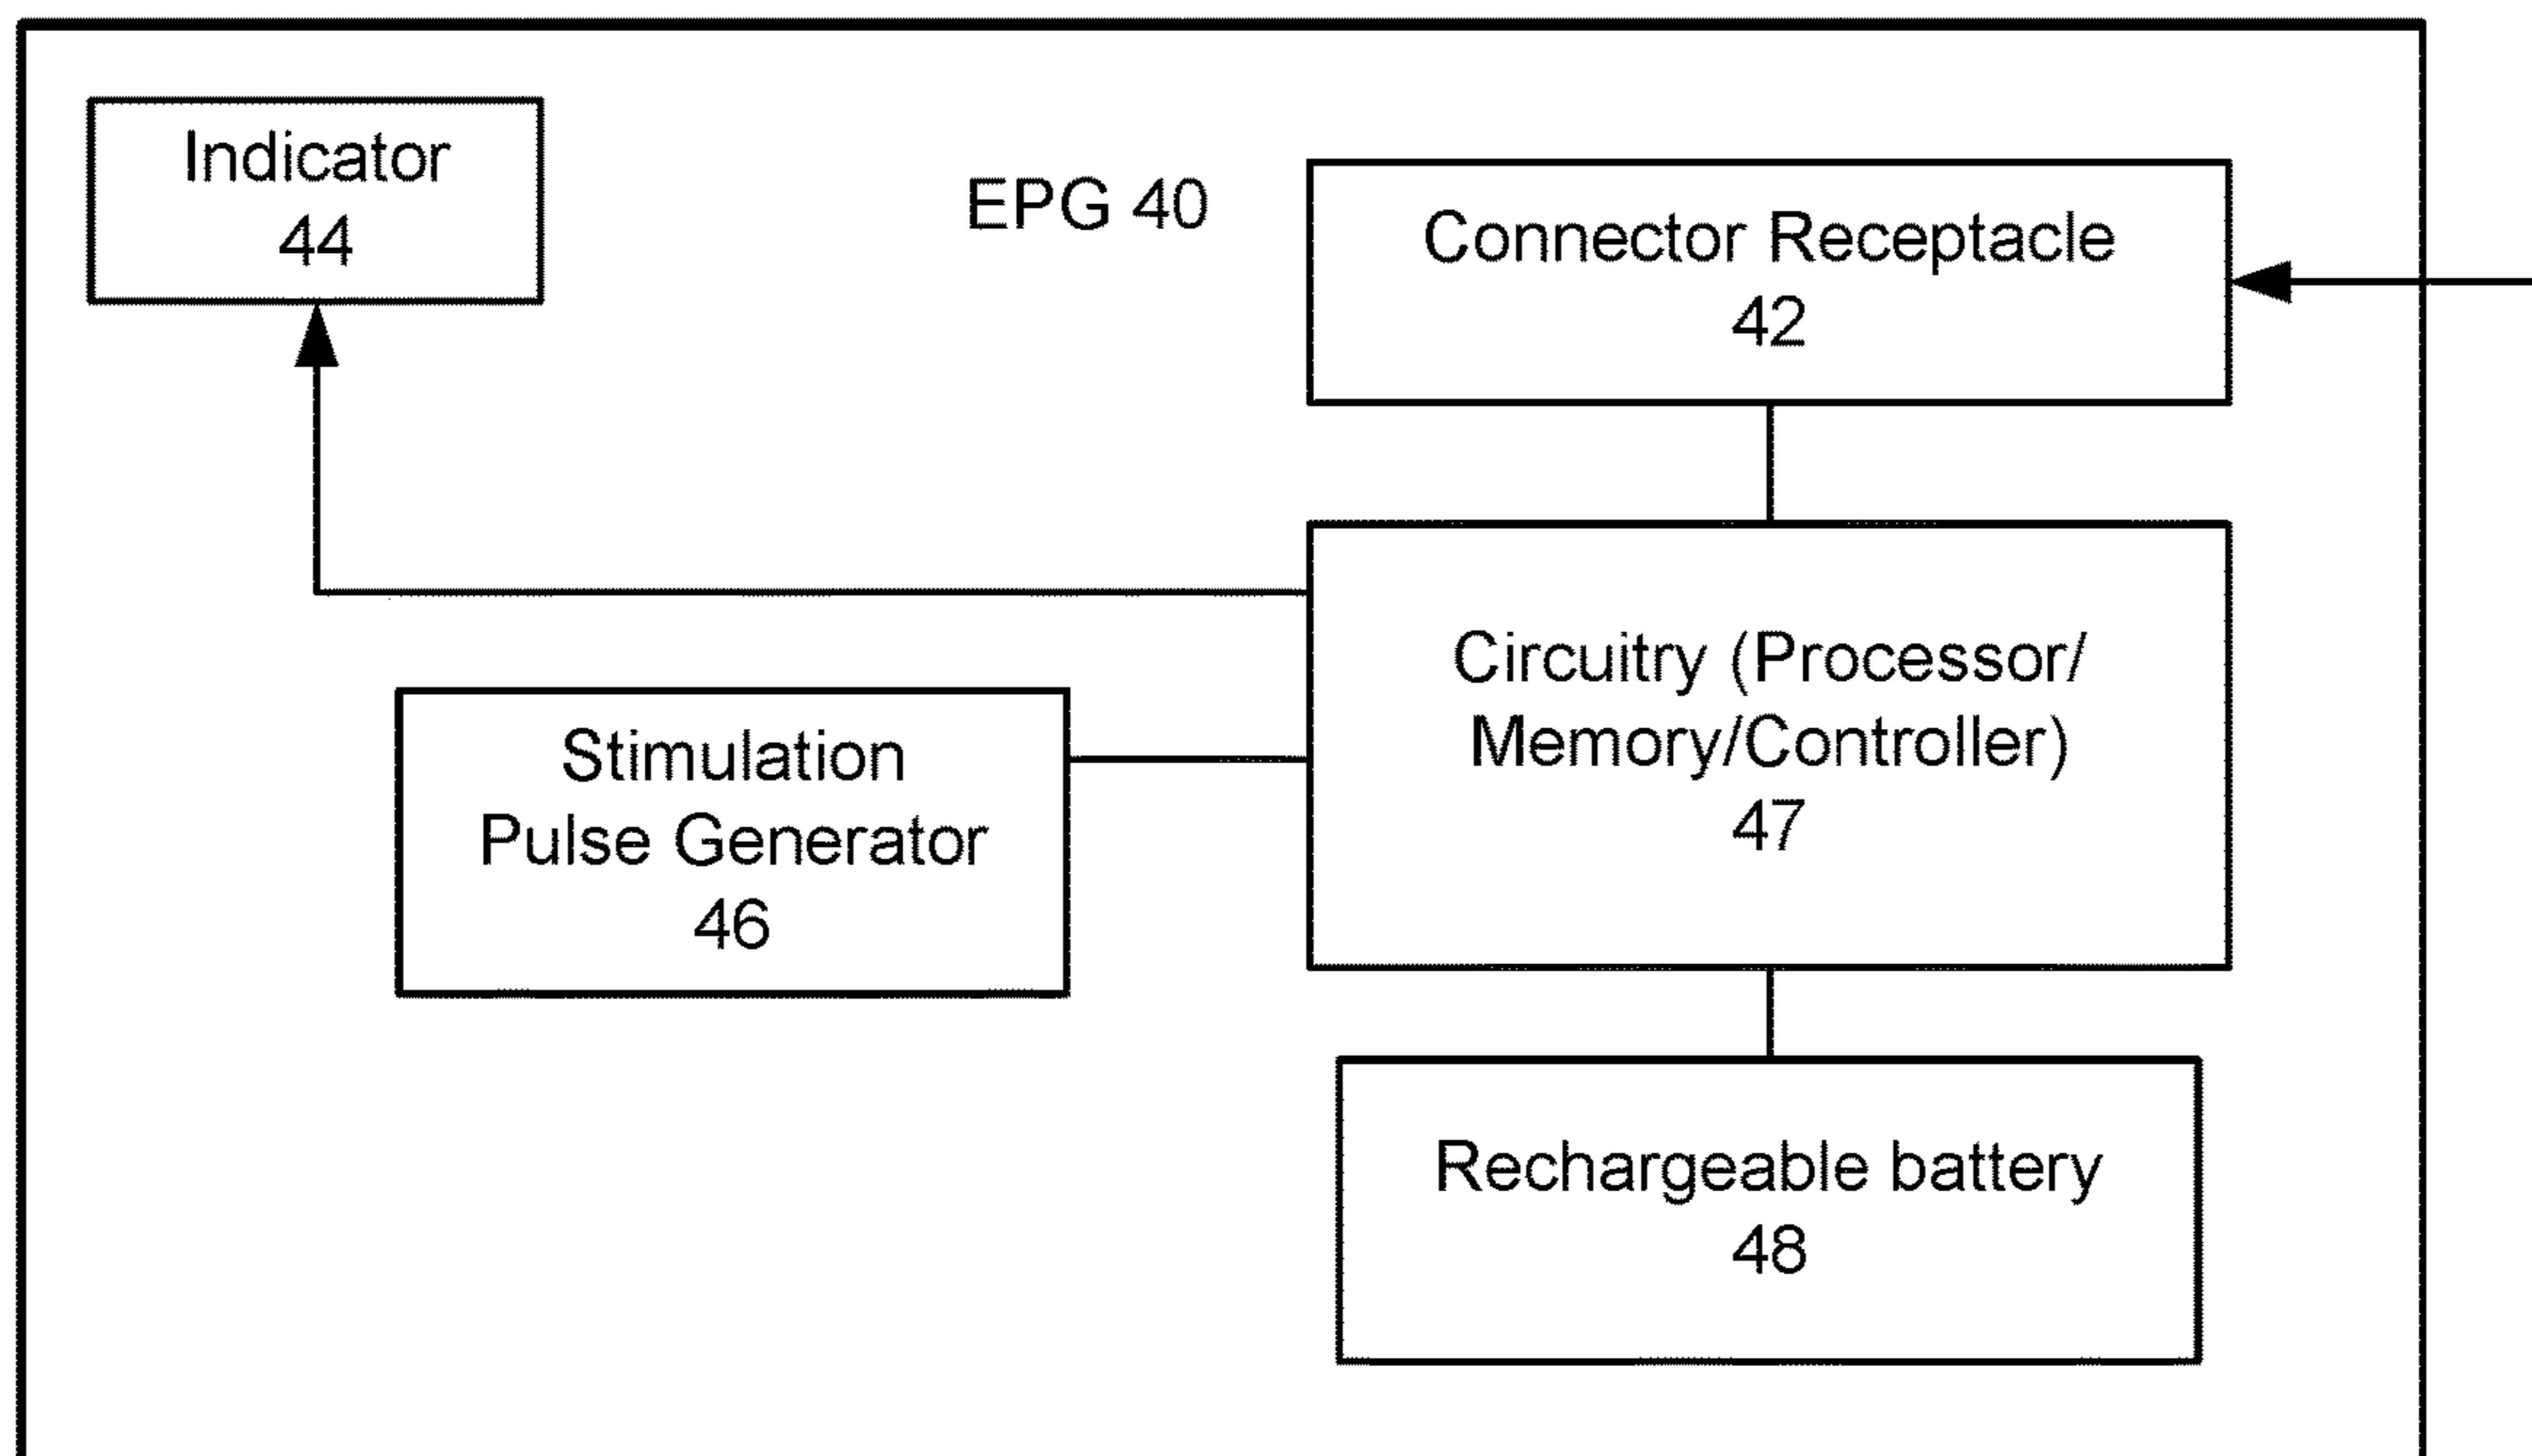 Indicator
44
EPG 40
Connector Receptacle
42
Circuitry (Processor/
Memory/Controller)
47
Stimulation
Pulse Generator
46
Rechargeable battery
48